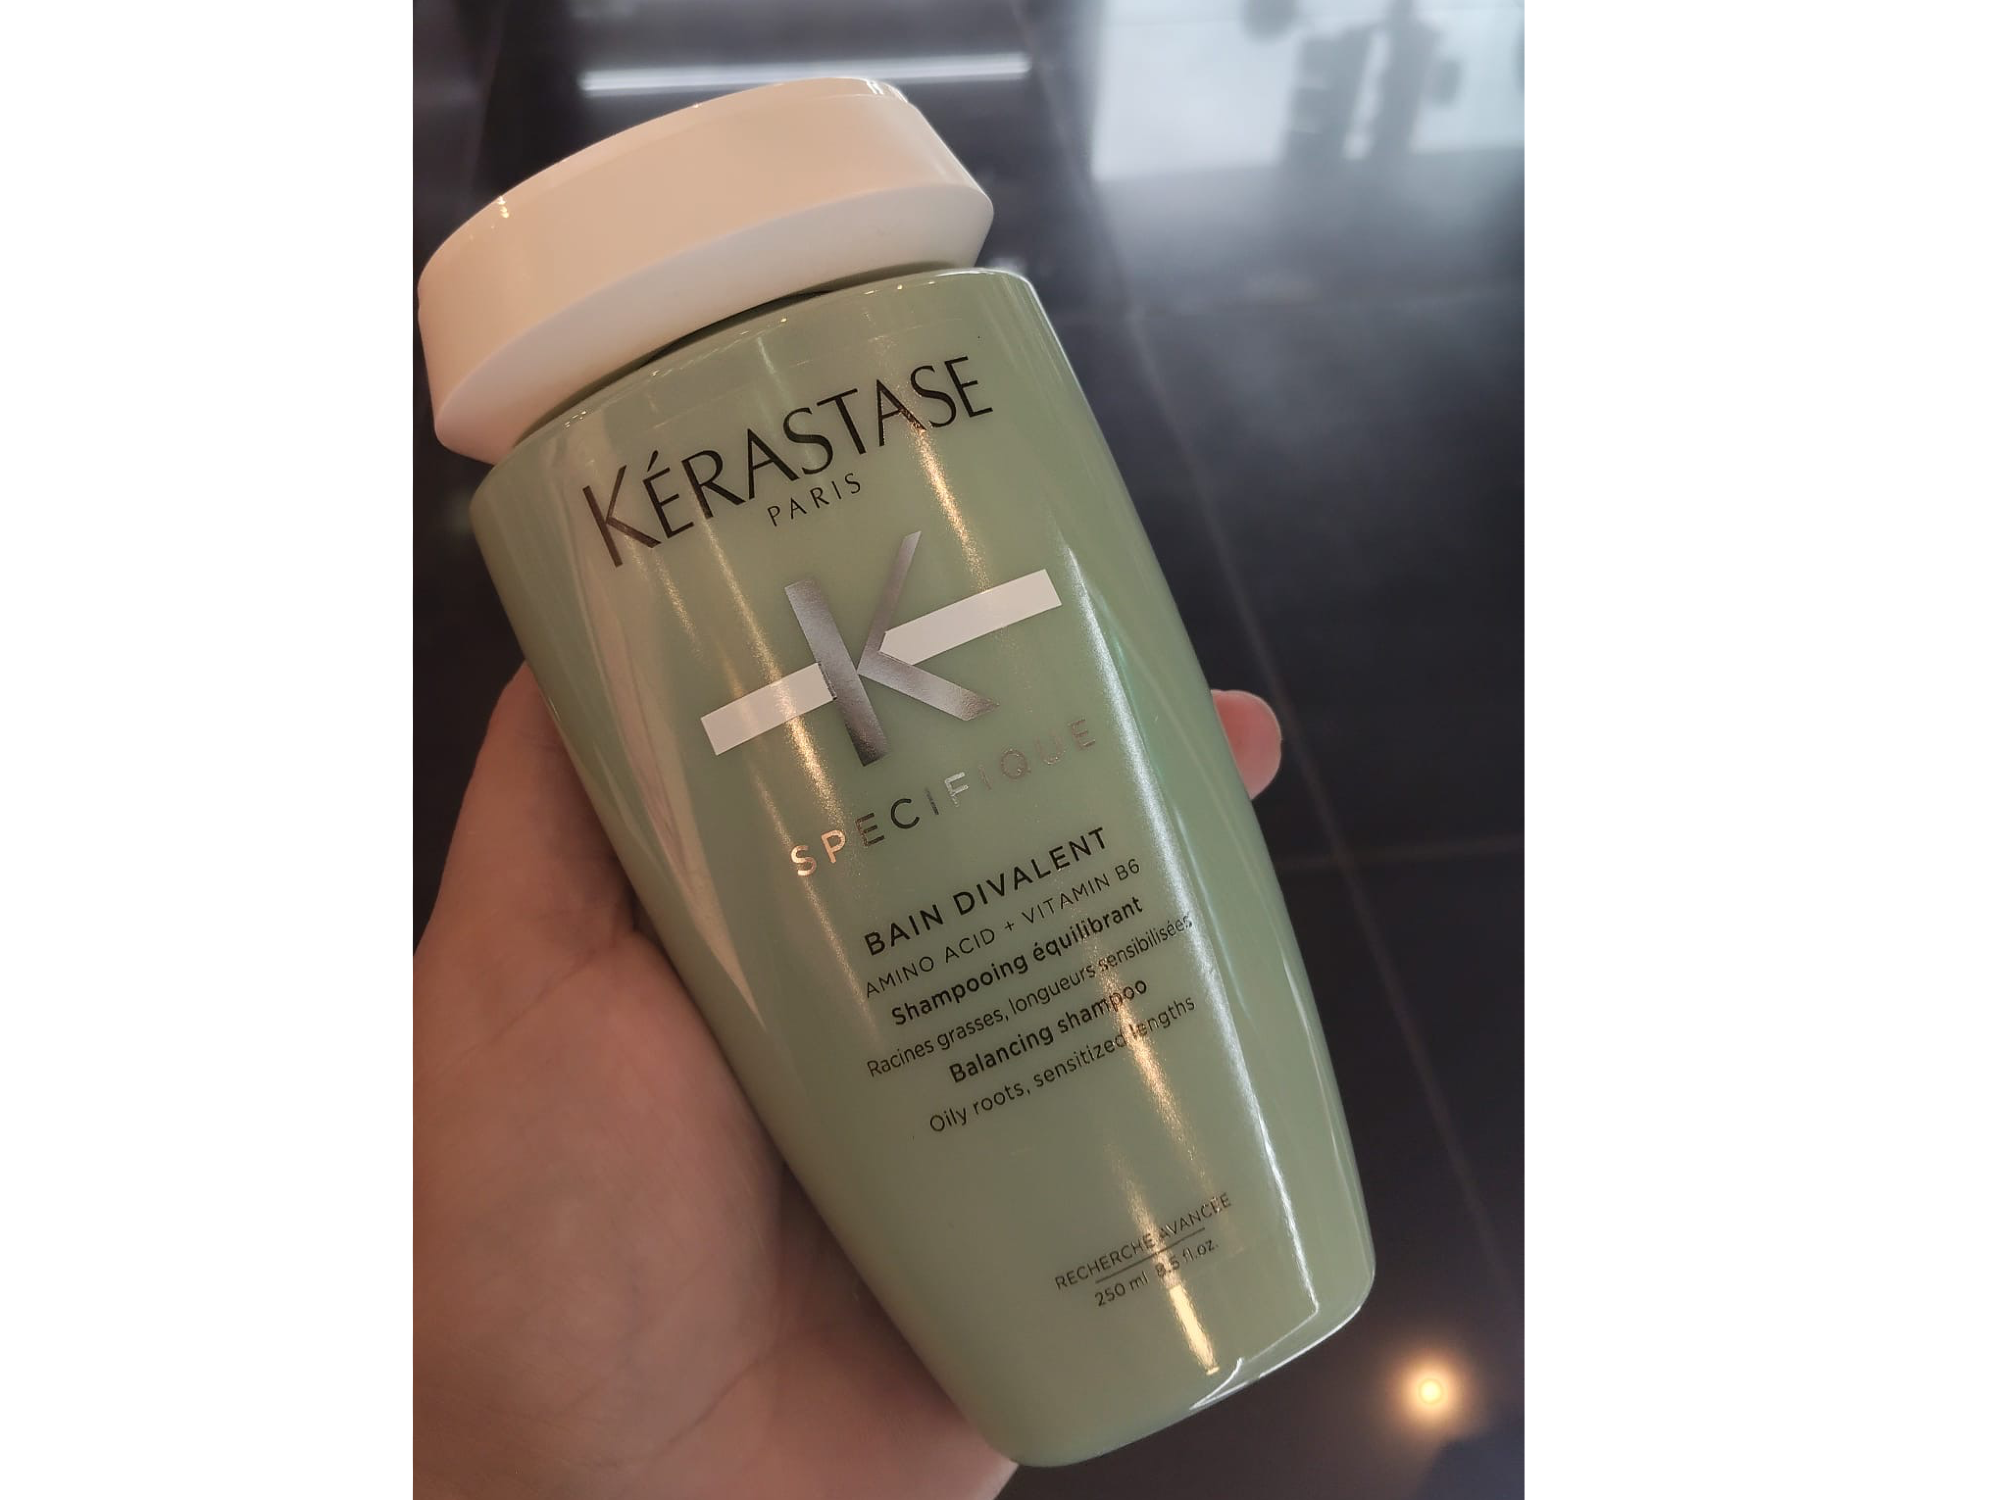 KÉRASTASE
PARIS
K
SPECIFIQUE
BAIN DIVALENT
AMINO ACID + VITAMIN B6
Shampooing équilibrant
Racines grasses, longueurs sensibilisées
Balancing shampoo
Oily roots, sensitized lengths
RECHERCHE AVANCÉE
250 ml 8.5 fl.oz.